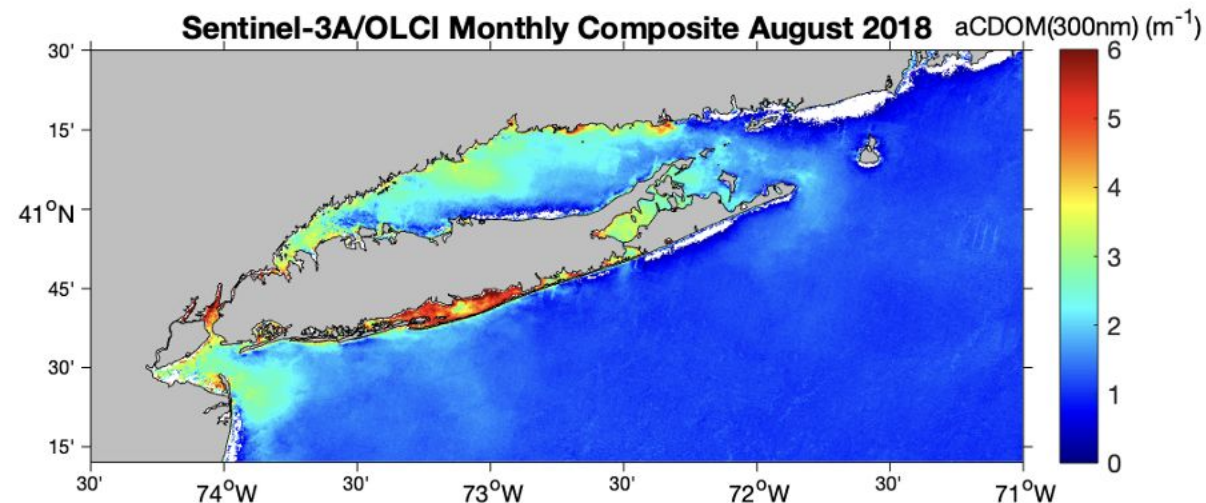 Sentinel-3A/OLCI Monthly Composite August 2018
aCDOM(300nm) (m⁻¹)
30'
15'
41°N
45'
30'
15'
30'
74°W
30'
73°W
30'
72°W
30'
71°W
6
5
4
3
2
1
0